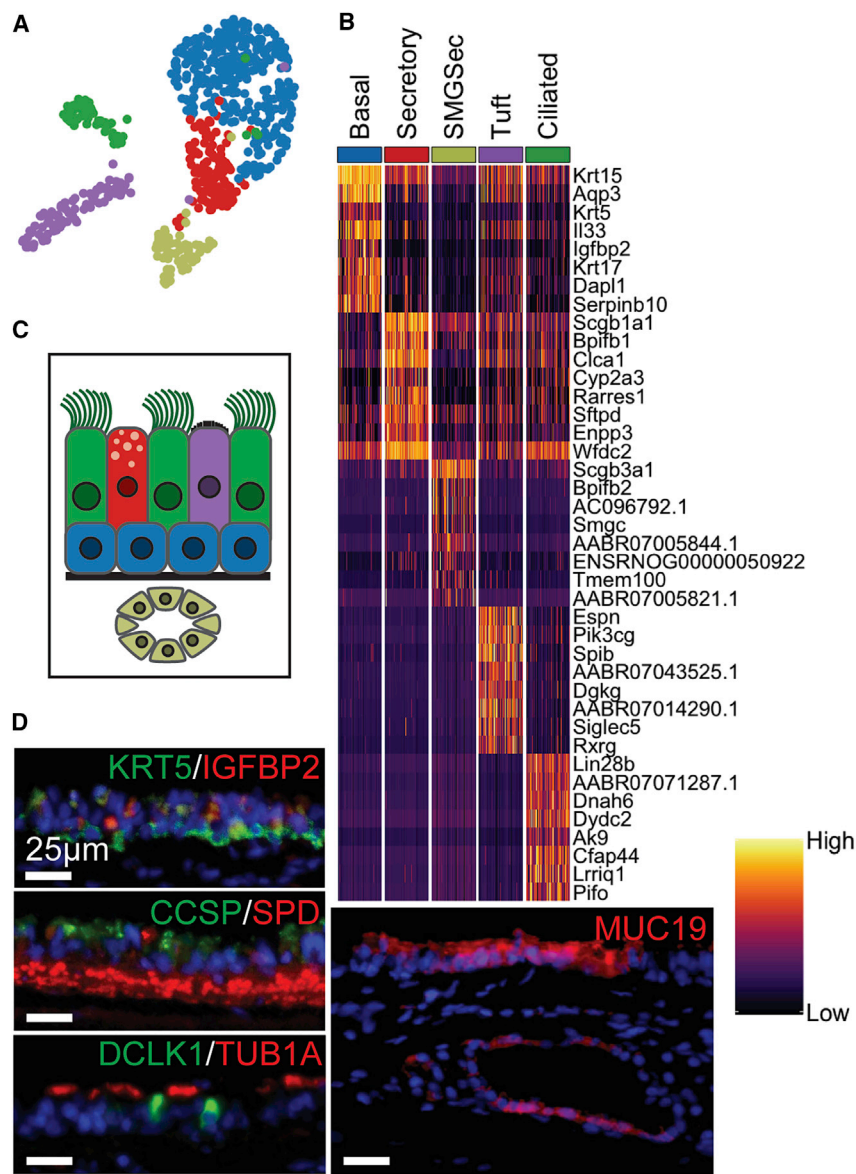 A
B
Basal
Secretory
SMGSec
Tuft
Ciliated
Krt15
Aqp3
Krt5
Il33
Igfbp2
Krt17
Dapl1
Serpinb10
Scgb1a1
Bpifb1
Clca1
Cyp2a3
Rarres1
Sftpd
Enpp3
Wfdc2
Scgb3a1
Bpifb2
AC096792.1
Smgc
AABR07005844.1
ENSRNOG00000050922
Tmem100
AABR07005821.1
Espn
Pik3cg
Spib
AABR07043525.1
Dgkg
AABR07014290.1
Siglec5
Rxrg
Lin28b
AABR07071287.1
Dnah6
Dydc2
Ak9
Cfap44
Lrriq1
Pifo
High
Low
C
D
KRT5/IGFBP2
25μm
CCSP/SPD
DCLK1/TUB1A
MUC19